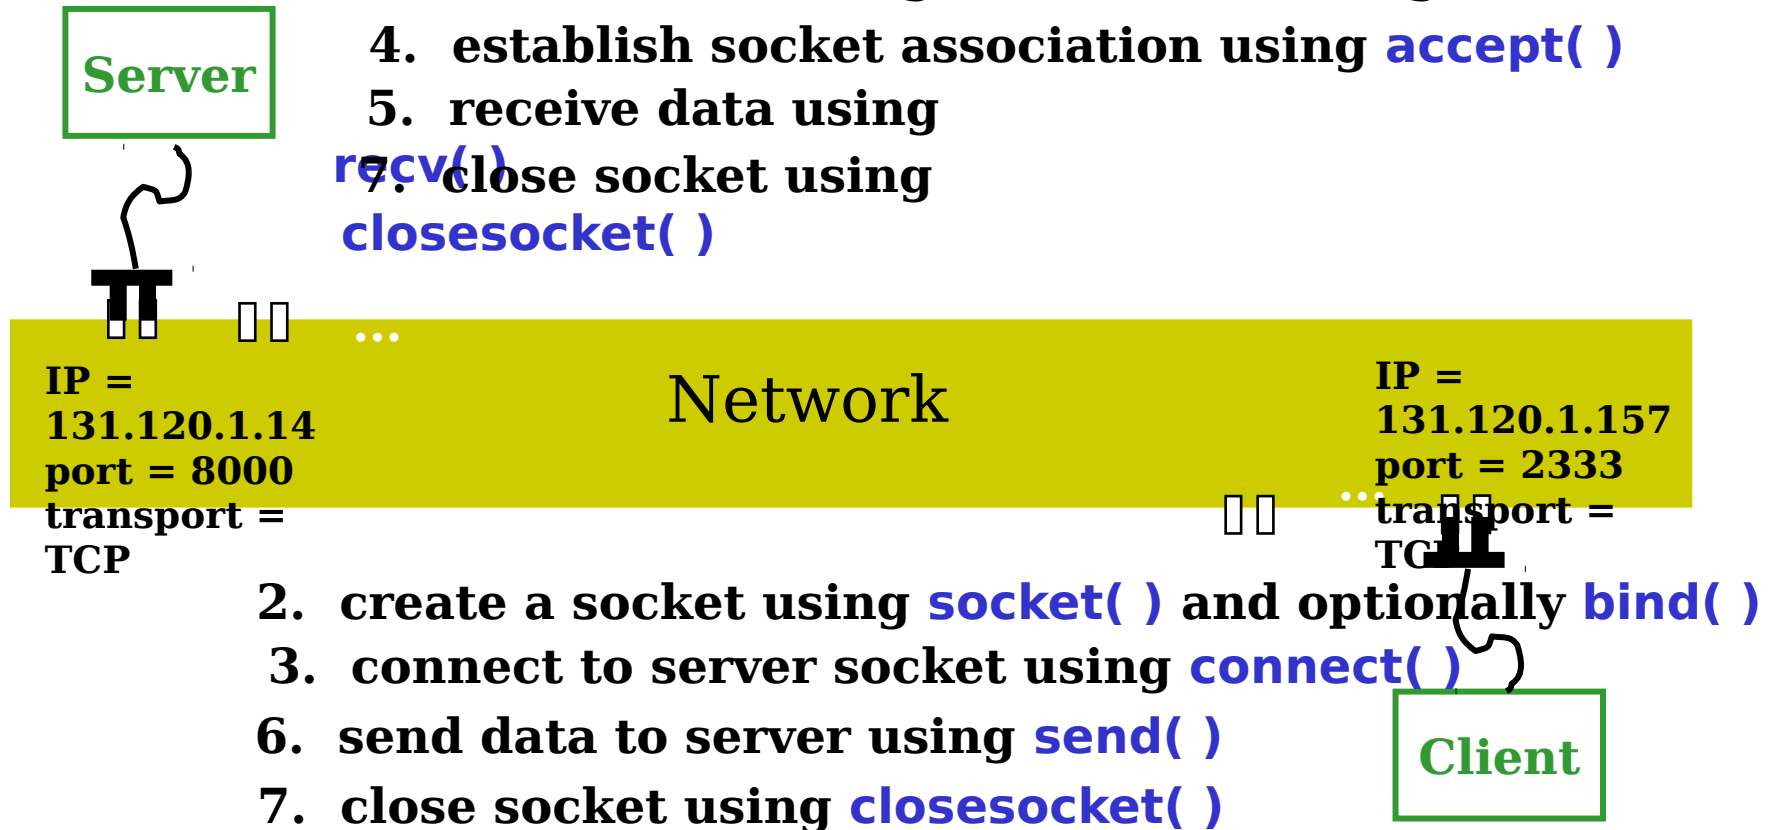 Server
4. establish socket association using accept( )
5. receive data using
recv( )
7. close socket using
closesocket( )
...
IP =
131.120.1.14
port = 8000
transport =
TCP
Network
IP =
131.120.1.157
port = 2333
transport =
TCP
...
2. create a socket using socket( ) and optionally bind( )
3. connect to server socket using connect( )
6. send data to server using send( )
7. close socket using closesocket( )
Client